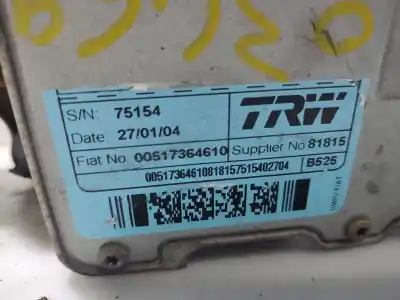 S/N: 75154
TRW
Date 27/01/04
Fiat No 00517364610
Supplier No 81815
00517364610818157515402704
B525